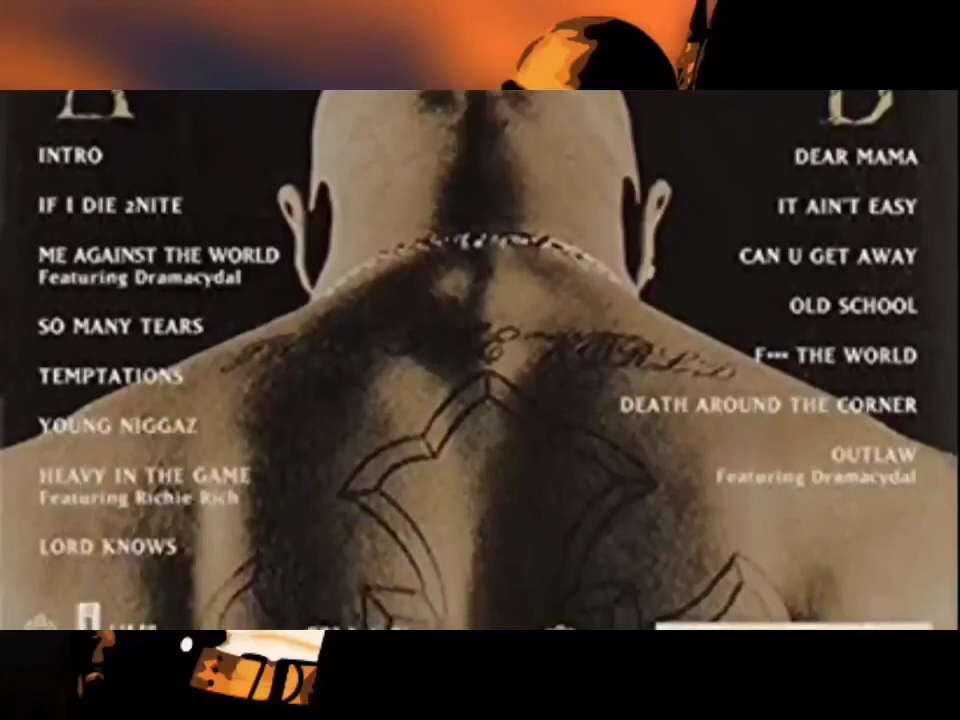 A
INTRO
IF I DIE 2NITE
ME AGAINST THE WORLD
Featuring Dramacydal
SO MANY TEARS
TEMPTATIONS
YOUNG NIGGAZ
HEAVY IN THE GAME
Featuring Richie Rich
LORD KNOWS
B
DEAR MAMA
IT AIN'T EASY
CAN U GET AWAY
OLD SCHOOL
F--- THE WORLD
DEATH AROUND THE CORNER
OUTLAW
Featuring Dramacydal